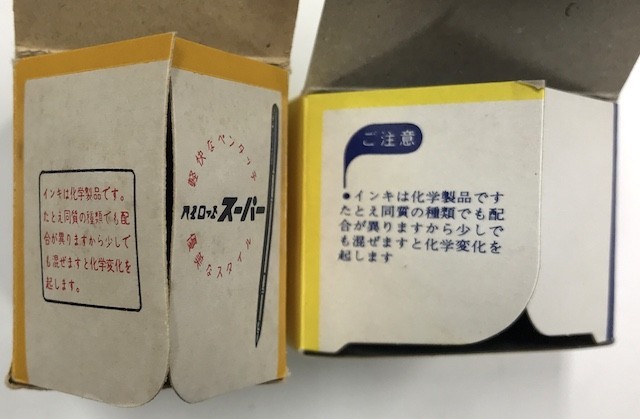 インキは化学製品です。
たとえ同質の種類でも配
合が異りますから少しで
も混ぜますと化学変化を
起します。
軽快なペンタッチ
パイロットスーパー
優美なスタイル
ご注意
●インキは化学製品です
たとえ同質の種類でも配
合が異りますから少しで
も混ぜますと化学変化を
起します